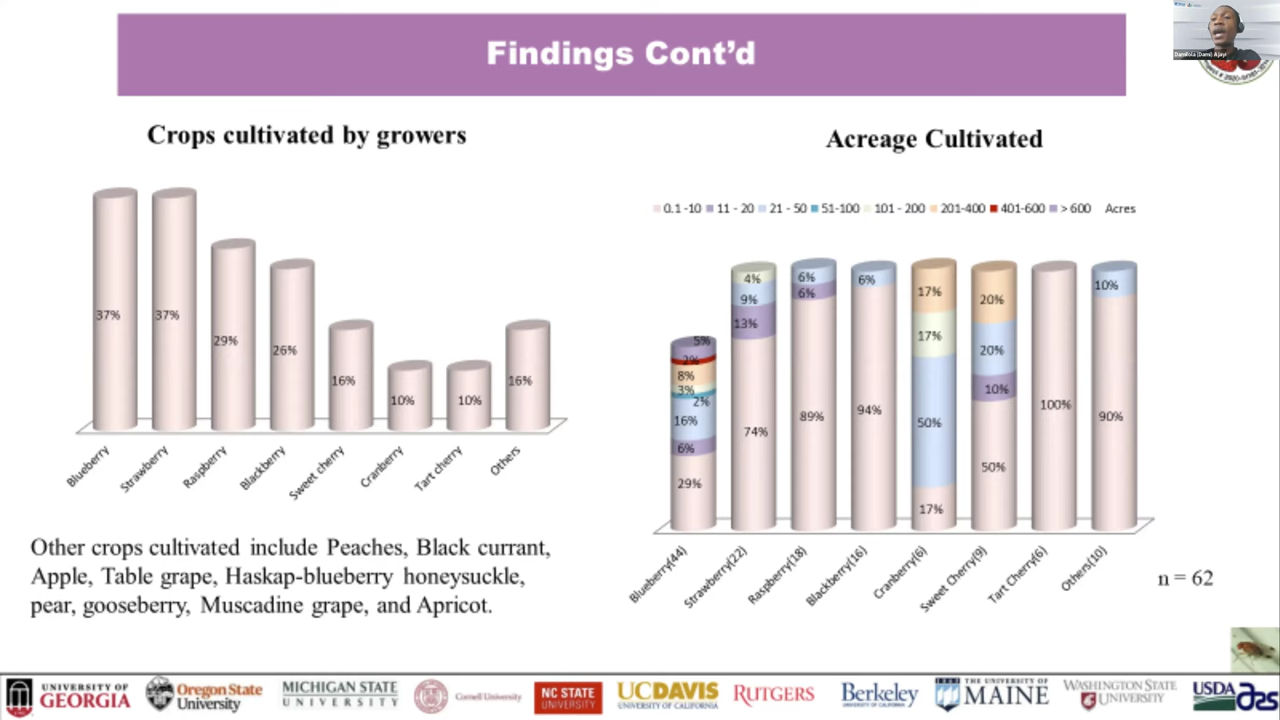 Findings Cont’d
Damilola (Dami) Ajayi
Crops cultivated by growers
37%
37%
29%
26%
16%
10%
10%
16%
Blueberry
Strawberry
Raspberry
Blackberry
Sweet cherry
Cranberry
Tart cherry
Others
Other crops cultivated include Peaches, Black currant,
Apple, Table grape, Haskap-blueberry honeysuckle,
pear, gooseberry, Muscadine grape, and Apricot.
Acreage Cultivated
0.1 -10 11 - 20 21 - 50 51-100 101 - 200 201-400 401-600 > 600 Acres
5%
2%
8%
3%
2%
16%
6%
29%
4%
9%
13%
74%
6%
6%
89%
6%
94%
17%
17%
50%
17%
20%
20%
10%
50%
100%
10%
90%
Blueberry(44)
Strawberry(22)
Raspberry(18)
Blackberry(16)
Cranberry(6)
Sweet Cherry(9)
Tart Cherry(6)
Others(10)
n = 62
UNIVERSITY OF
GEORGIA
Oregon State
University
MICHIGAN STATE
UNIVERSITY
Cornell University
NC STATE
UNIVERSITY
UCDAVIS
UNIVERSITY OF CALIFORNIA
RUTGERS
Berkeley
UNIVERSITY OF CALIFORNIA
THE UNIVERSITY OF
MAINE
WASHINGTON STATE
UNIVERSITY
USDA